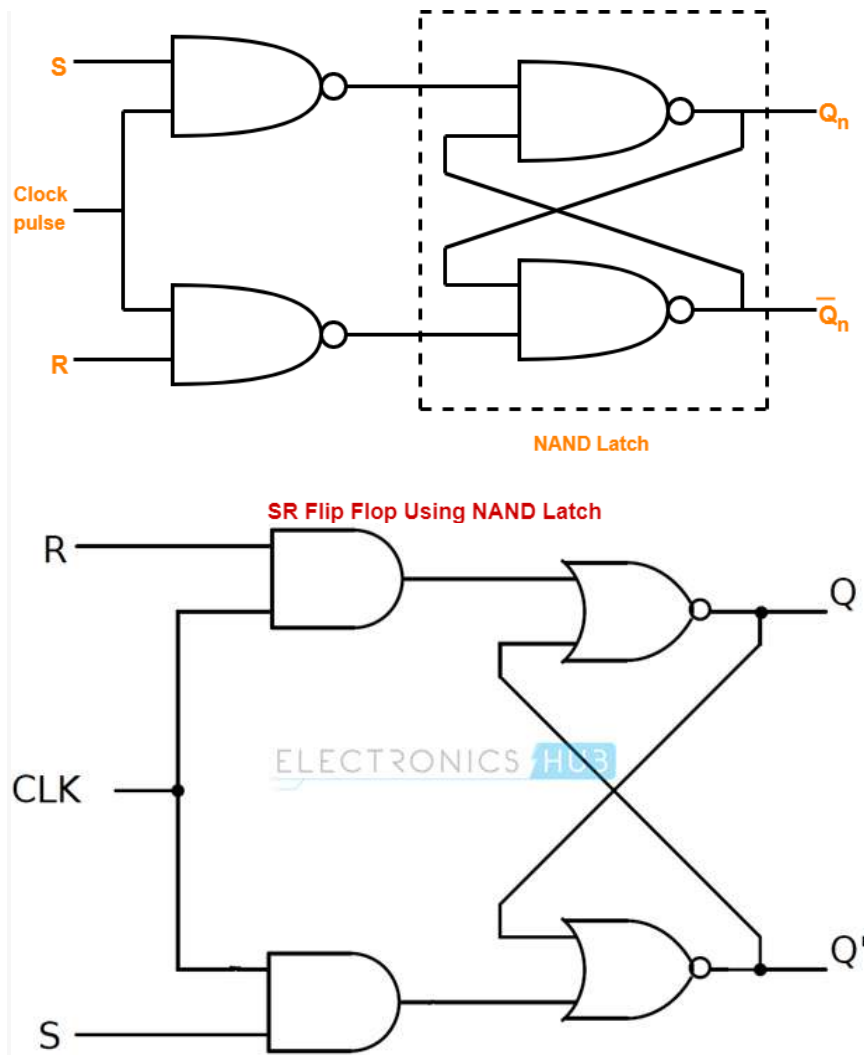 S
Q̅n
Clock
pulse
R
Qn
NAND Latch
SR Flip Flop Using NAND Latch
R
Q
ELECTRONICS HUB
CLK
Q'
S